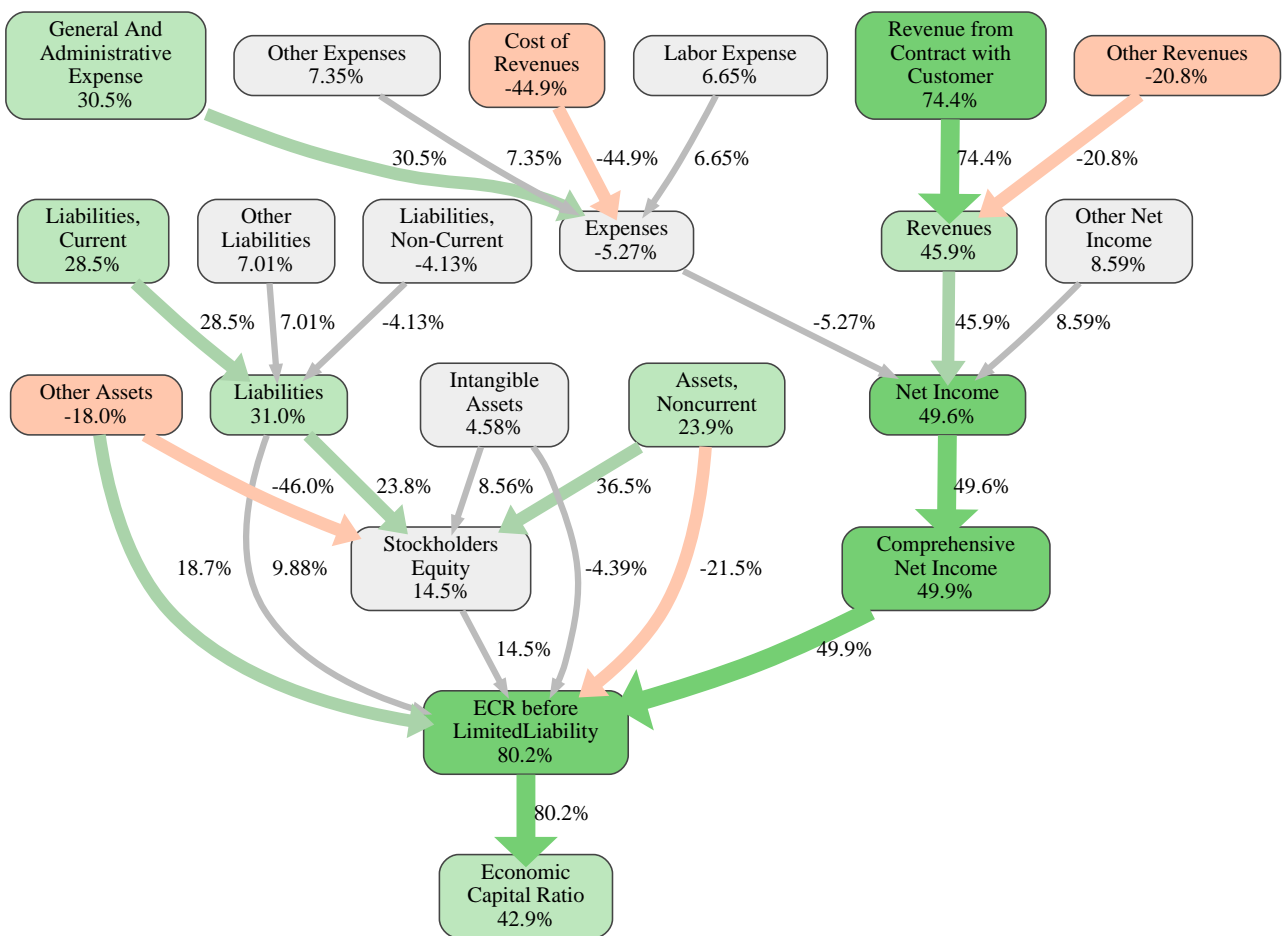 General And
Administrative
Expense
30.5%
Other Expenses
7.35%
Cost of
Revenues
-44.9%
Labor Expense
6.65%
Revenue from
Contract with
Customer
74.4%
Other Revenues
-20.8%
30.5%
7.35%
-44.9%
6.65%
74.4%
-20.8%
Liabilities,
Current
28.5%
Other
Liabilities
7.01%
Liabilities,
Non-Current
-4.13%
Expenses
-5.27%
Revenues
45.9%
Other Net
Income
8.59%
28.5%
7.01%
-4.13%
-5.27%
45.9%
8.59%
Other Assets
-18.0%
Liabilities
31.0%
Intangible
Assets
4.58%
Assets,
Noncurrent
23.9%
Net Income
49.6%
-46.0%
23.8%
8.56%
36.5%
49.6%
18.7%
9.88%
Stockholders
Equity
14.5%
-4.39%
-21.5%
Comprehensive
Net Income
49.9%
14.5%
49.9%
ECR before
LimitedLiability
80.2%
80.2%
Economic
Capital Ratio
42.9%